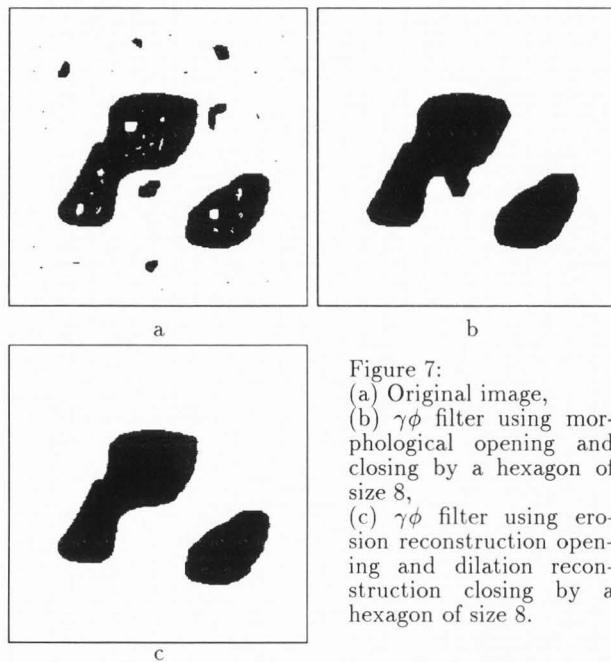 a
b
Figure 7:
(a) Original image,
(b) γϕ filter using mor-
phological opening and
closing by a hexagon of
size 8,
(c) γϕ filter using ero-
sion reconstruction open-
ing and dilation recon-
struction closing by a
hexagon of size 8.
c